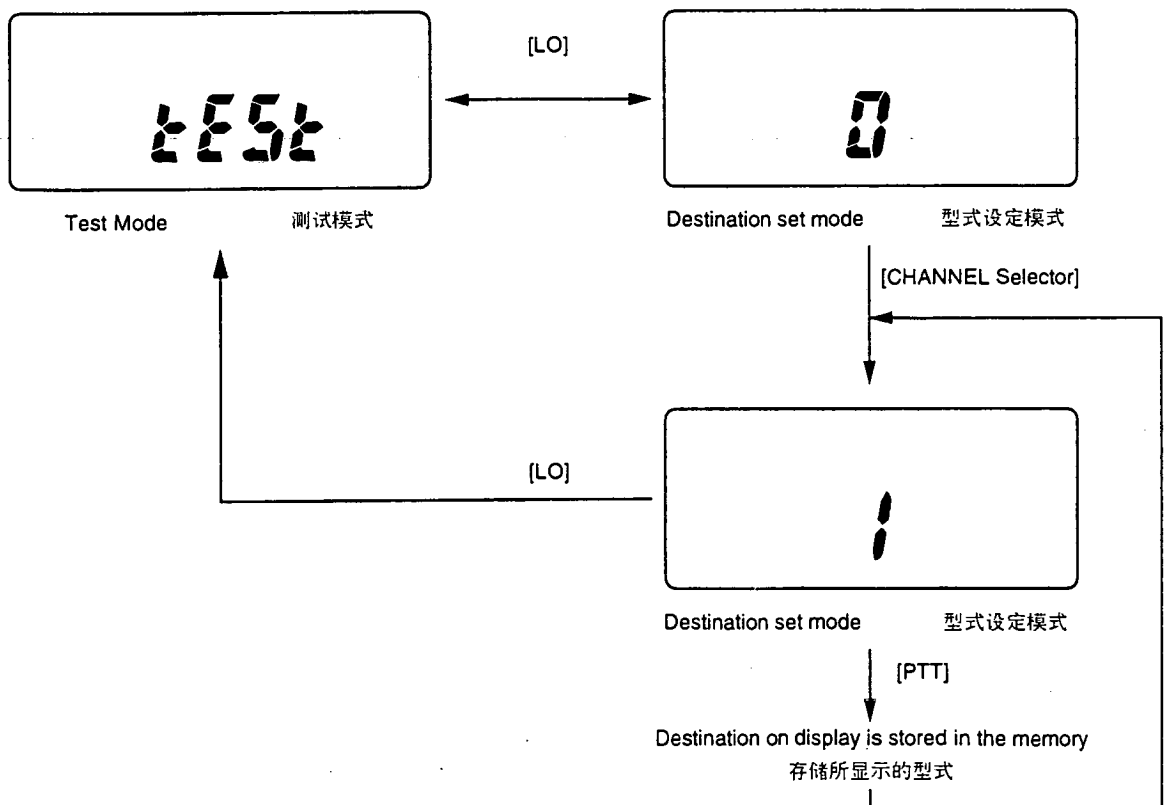 [LO]
tESt
0
Test Mode 测试模式
Destination set mode 型式设定模式
[CHANNEL Selector]
[LO]
1
Destination set mode 型式设定模式
[PTT]
Destination on display is stored in the memory
存储所显示的型式